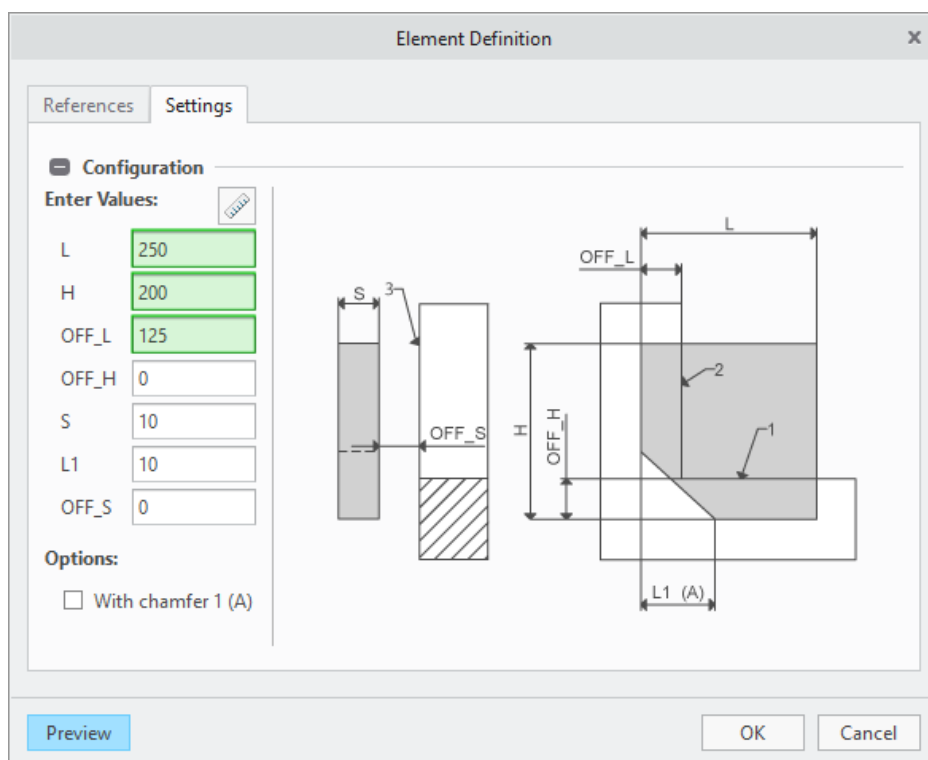 Element Definition
References Settings
Configuration
Enter Values:
L 250
H 200
OFF_L 125
OFF_H 0
S 10
L1 10
OFF_S 0
Options:
With chamfer 1 (A)
L
OFF_L
S
3
2
H
OFF_H
OFF_S
1
L1 (A)
Preview OK Cancel